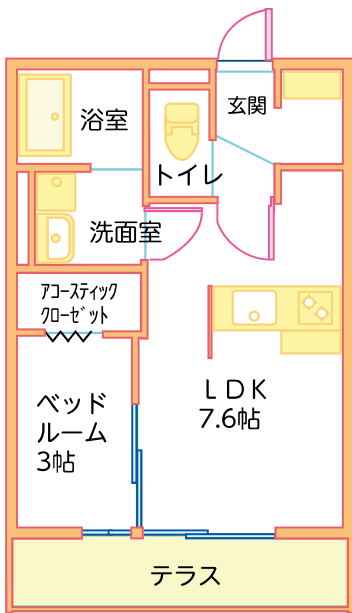 浴室
玄関
トイレ
洗面室
アコースティック
クローゼット
ベッド
ルーム
3帖
LDK
7.6帖
テラス